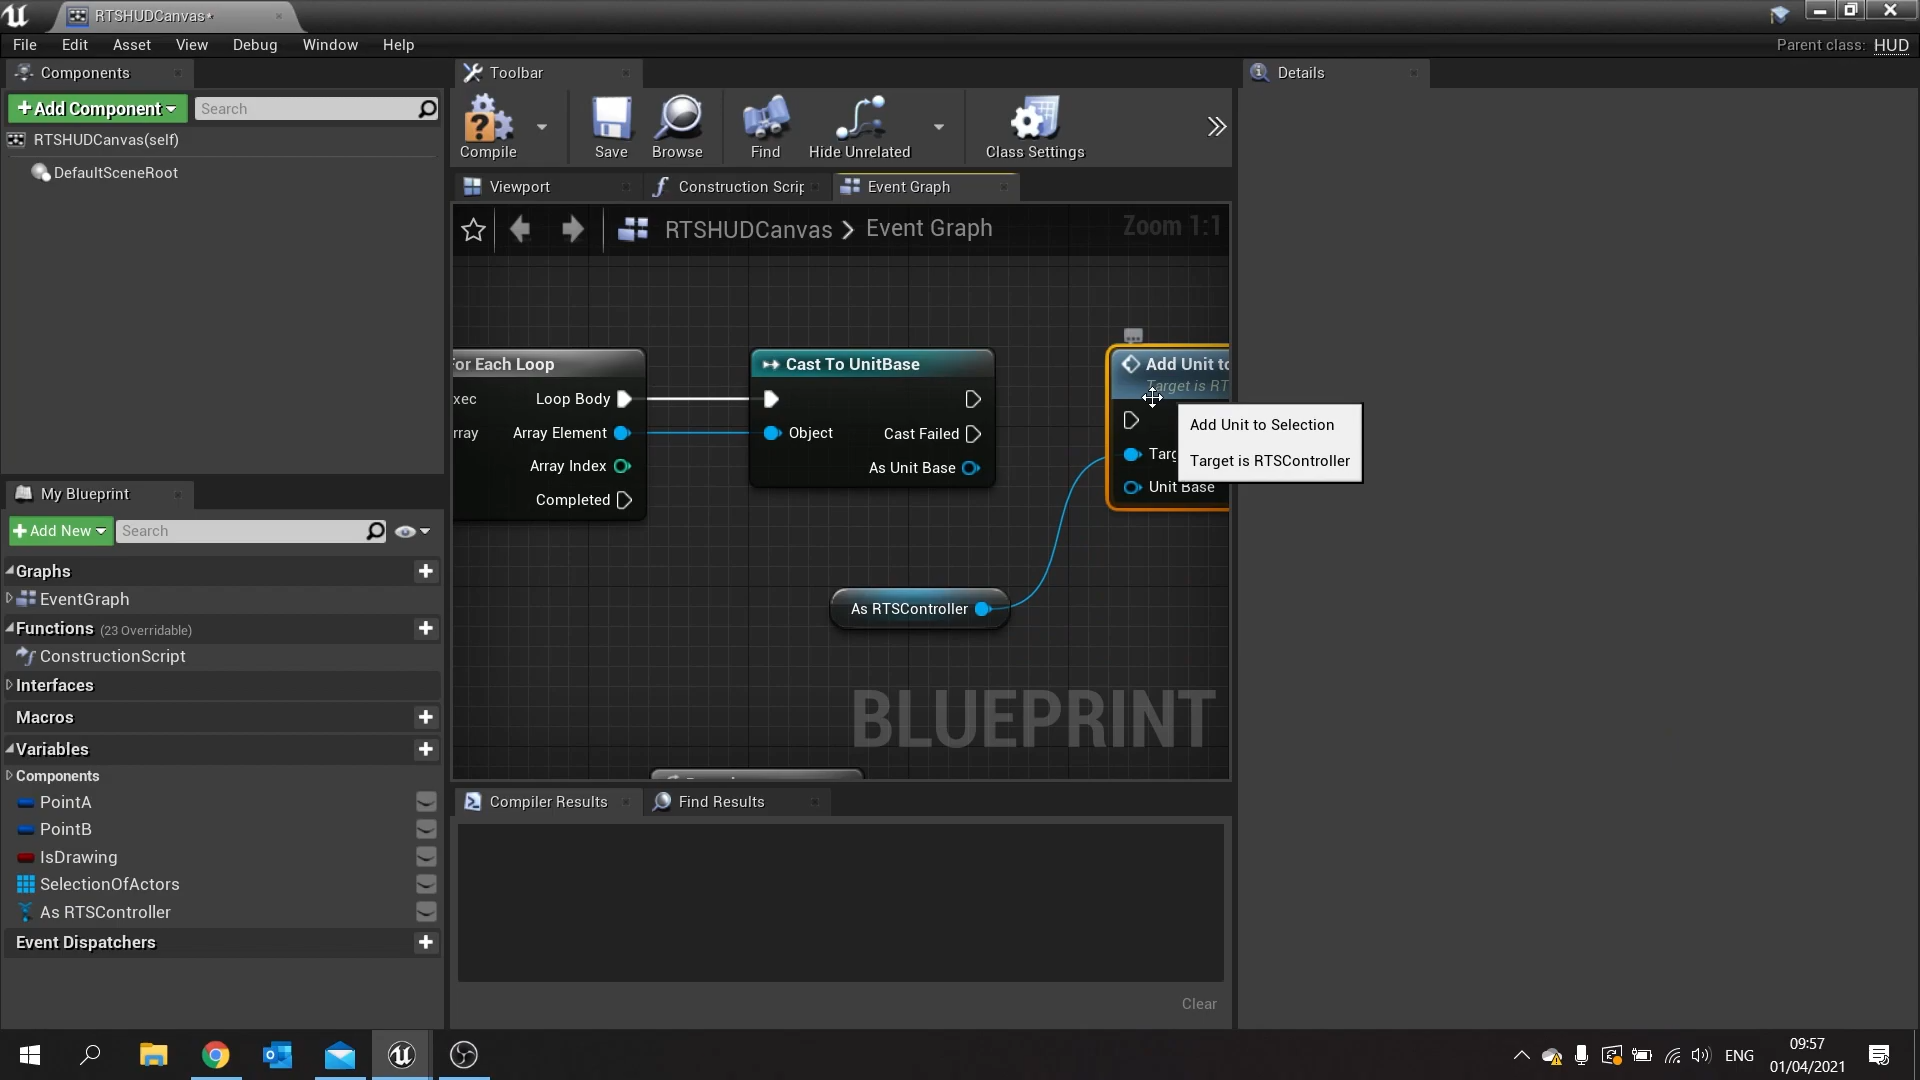 RTSHUDCanvas*
File Edit Asset View Debug Window Help
Parent class: HUD
Components
Toolbar
Details
Add Component
Search
RTSHUDCanvas(self)
DefaultSceneRoot
Compile
Save
Browse
Find
Hide Unrelated
Class Settings
Viewport
Construction Scrip
Event Graph
RTSHUDCanvas > Event Graph
Zoom 1:1
For Each Loop
xec
Loop Body
rray
Array Element
Array Index
Completed
Cast To UnitBase
Object
Cast Failed
As Unit Base
Add Unit to
Target is RT
Targ
Unit Base
Add Unit to Selection
Target is RTSController
As RTSController
BLUEPRINT
My Blueprint
Add New
Search
Graphs
EventGraph
Functions (23 Overridable)
ConstructionScript
Interfaces
Macros
Variables
Components
PointA
PointB
IsDrawing
SelectionOfActors
As RTSController
Event Dispatchers
Compiler Results
Find Results
Clear
ENG
09:57
01/04/2021